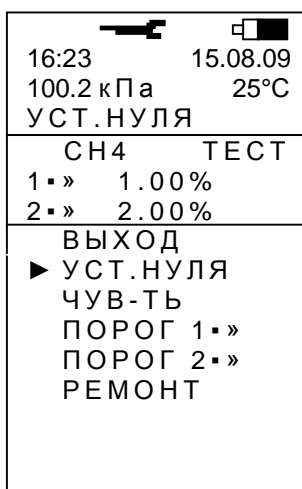 16:23 15.08.09
100.2 кПа 25°C
УСТ.НУЛЯ
CH4 ТЕСТ
1▪» 1.00%
2▪» 2.00%
ВЫХОД
► УСТ.НУЛЯ
ЧУВ-ТЬ
ПОРОГ 1▪»
ПОРОГ 2▪»
РЕМОНТ